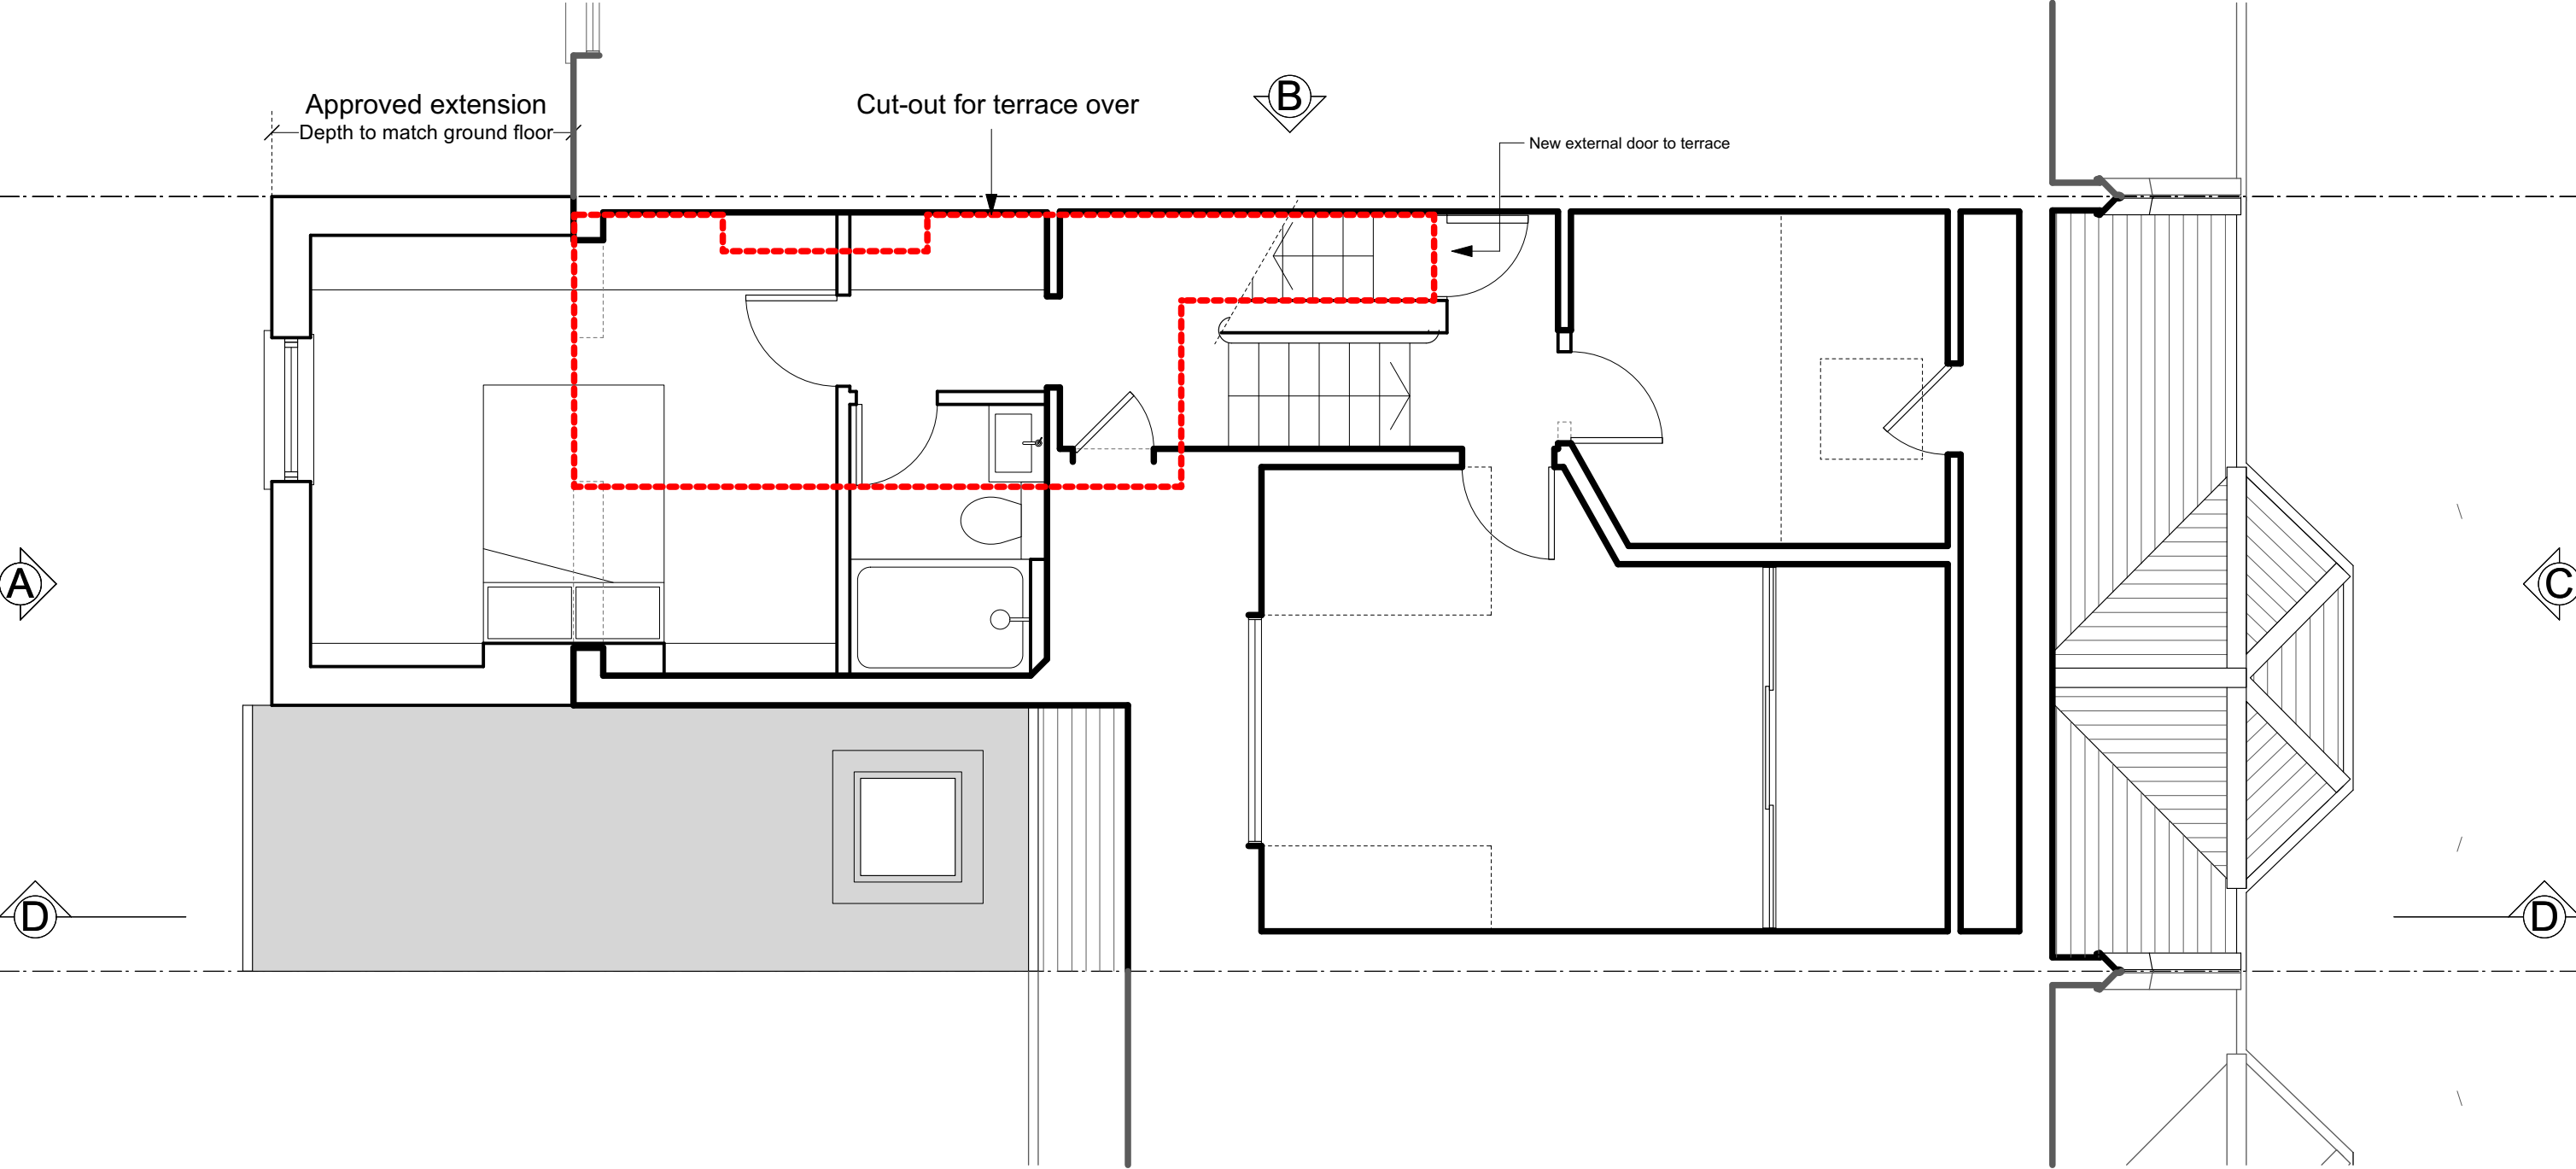 Approved extension
Depth to match ground floor
Cut-out for terrace over
B
New external door to terrace
A
C
D
D